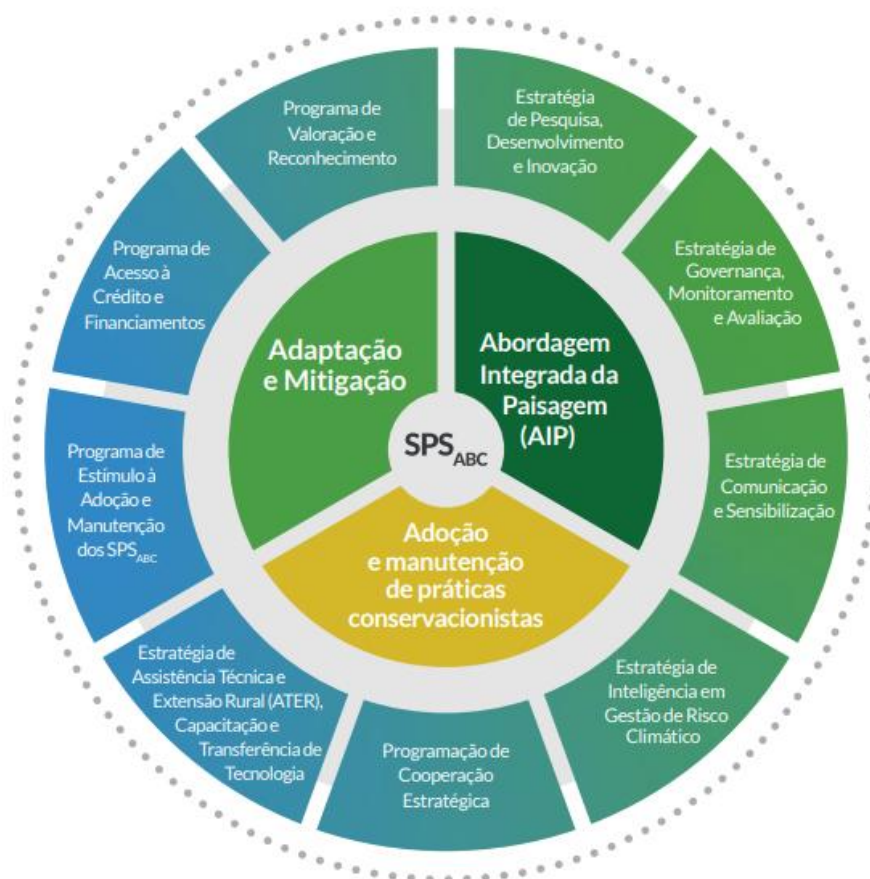 Programa de
Valoração e
Reconhecimento
Estratégia
de Pesquisa,
Desenvolvimento
e Inovação
Estratégia de
Governança,
Monitoramento
e Avaliação
Estratégia de
Comunicação
e Sensibilização
Estratégia de
Inteligência em
Gestão de Risco
Climático
Programação de
Cooperação
Estratégica
Estratégia de
Assistência Técnica e
Extensão Rural (ATER),
Capacitação e
Transferência de
Tecnologia
Programa de
Estímulo à
Adoção e
Manutenção
dos SPSABC
Programa de
Acesso à
Crédito e
Financiamentos
Adaptação
e Mitigação
Abordagem
Integrada da
Paisagem
(AIP)
SPSABC
Adoção
e manutenção
de práticas
conservacionistas